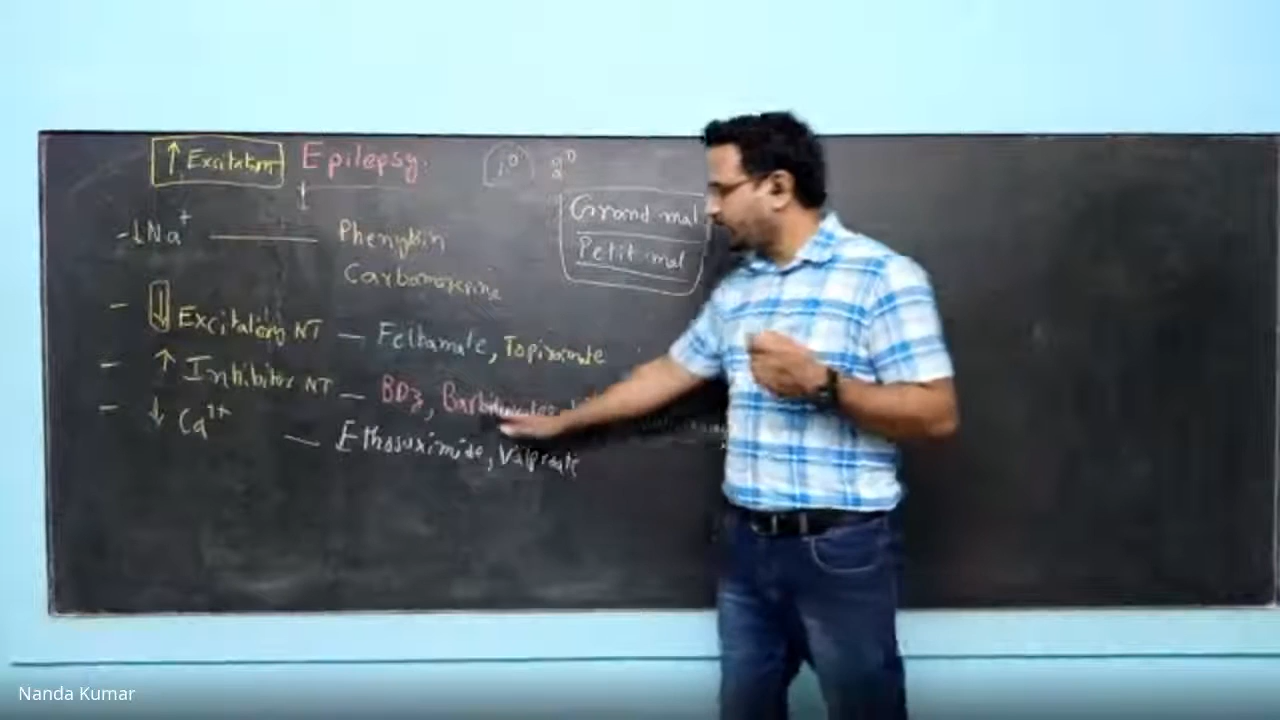 ↑ Excitation Epilepsy. 1° 2°
↓
Grand mal
Petit mal
- ↓ Na⁺ — Phenytoin
Carbamazepine
- ↓ Excitatory NT — Felbamate, Topiramate
- ↑ Inhibitor NT — BDz, Barbiturates
- ↓ Ca²⁺ — Ethosuximide, Valproate
Nanda Kumar